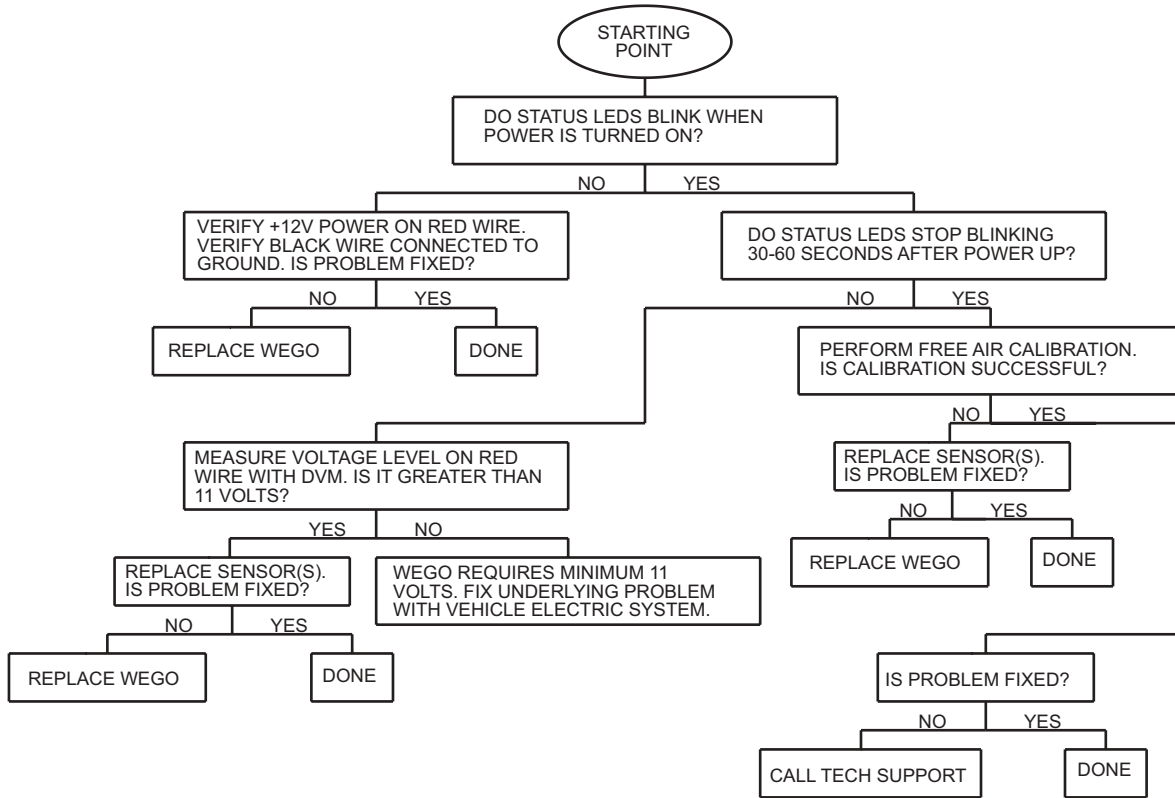 STARTING
POINT
DO STATUS LEDS BLINK WHEN
POWER IS TURNED ON?
NO
YES
VERIFY +12V POWER ON RED WIRE.
VERIFY BLACK WIRE CONNECTED TO
GROUND. IS PROBLEM FIXED?
DO STATUS LEDS STOP BLINKING
30-60 SECONDS AFTER POWER UP?
NO
YES
NO
YES
REPLACE WEGO
DONE
PERFORM FREE AIR CALIBRATION.
IS CALIBRATION SUCCESSFUL?
NO
YES
MEASURE VOLTAGE LEVEL ON RED
WIRE WITH DVM. IS IT GREATER THAN
11 VOLTS?
REPLACE SENSOR(S).
IS PROBLEM FIXED?
NO
YES
YES
NO
REPLACE WEGO
DONE
REPLACE SENSOR(S).
IS PROBLEM FIXED?
WEGO REQUIRES MINIMUM 11
VOLTS. FIX UNDERLYING PROBLEM
WITH VEHICLE ELECTRIC SYSTEM.
NO
YES
REPLACE WEGO
DONE
IS PROBLEM FIXED?
NO
YES
CALL TECH SUPPORT
DONE